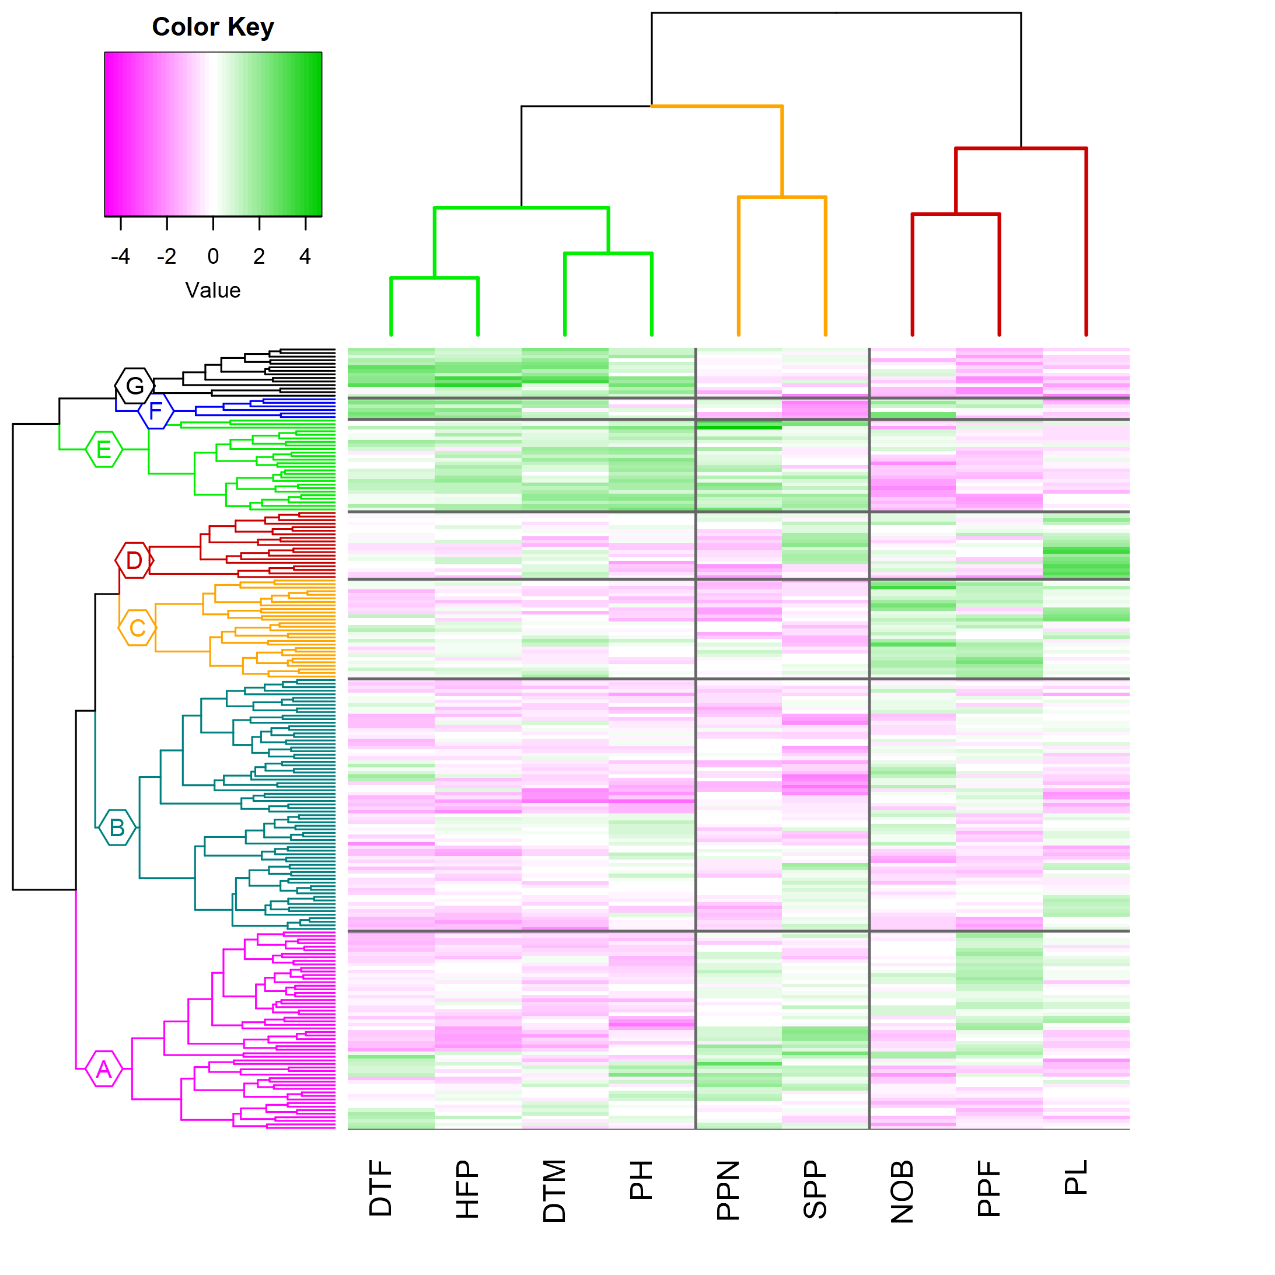 Color Key
-4 -2 0 2 4
Value
G
F
E
D
C
B
A
DTF HFP DTM PH PPN SPP NOB PPF PL